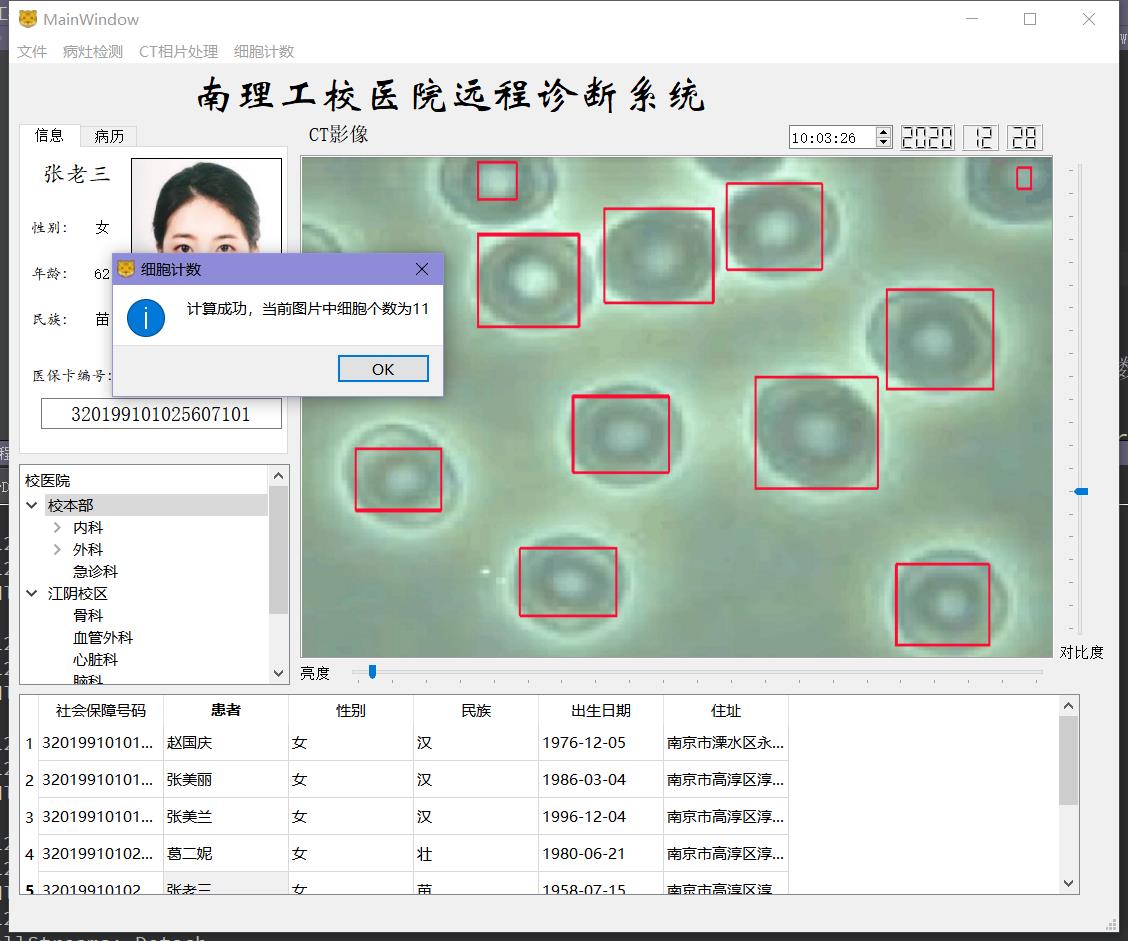 MainWindow
文件 病灶检测 CT相片处理 细胞计数
南理工校医院远程诊断系统
信息 病历
CT影像
10:03:26 2020 12 28
张老三
性别: 女
年龄: 62
民族: 苗
医保卡编号:
320199101025607101
细胞计数
计算成功，当前图片中细胞个数为11
OK
校医院
校本部
内科
外科
急诊科
江阴校区
骨科
血管外科
心脏科
脑科
亮度
对比度
社会保障号码 患者 性别 民族 出生日期 住址
1 32019910101... 赵国庆 女 汉 1976-12-05 南京市溧水区永...
2 32019910101... 张美丽 女 汉 1986-03-04 南京市高淳区淳...
3 32019910101... 张美兰 女 汉 1996-12-04 南京市高淳区淳...
4 32019910102... 葛二妮 女 壮 1980-06-21 南京市高淳区淳...
5 32019910102... 张老三 女 苗 1958-07-15 南京市高淳区淳...